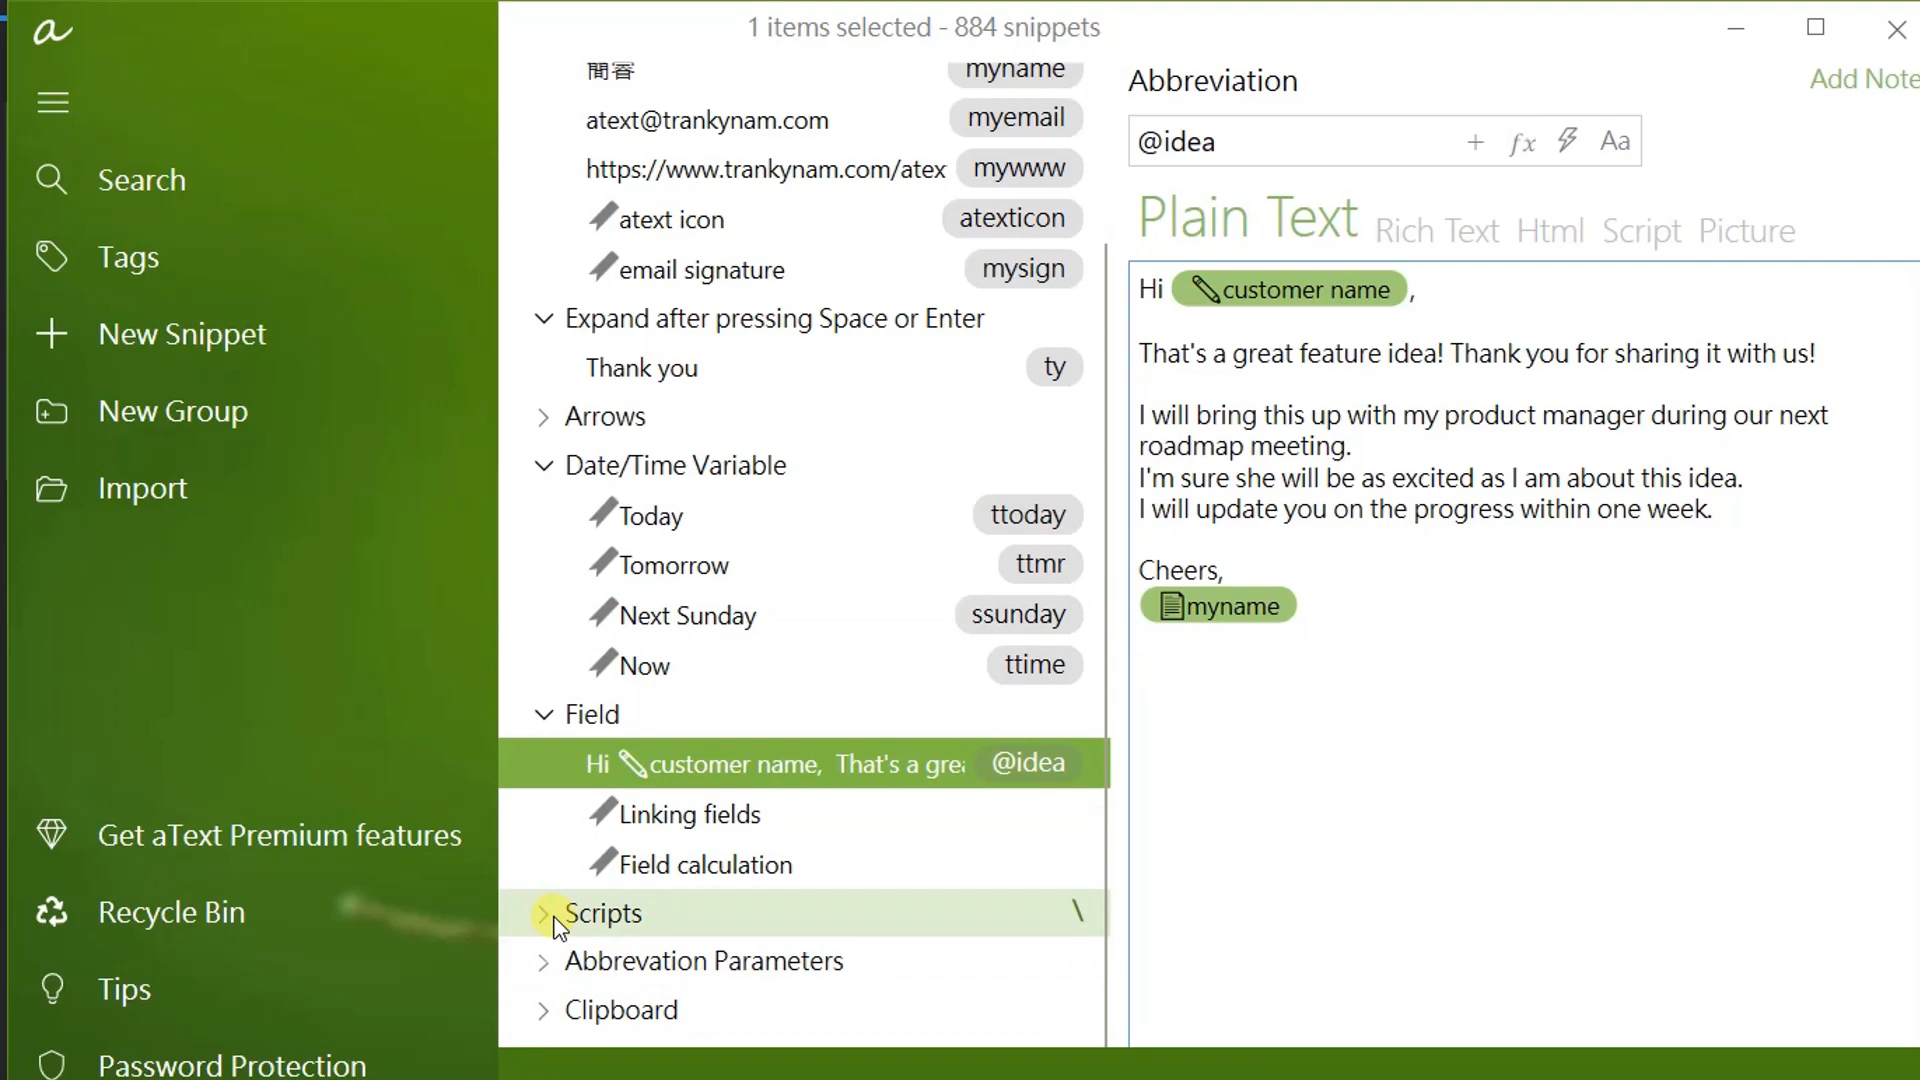 a
1 items selected - 884 snippets
Search
Tags
New Snippet
New Group
Import
Get aText Premium features
Recycle Bin
Tips
Password Protection
myname
atext@trankynam.com myemail
https://www.trankynam.com/atex mywww
atext icon atexticon
email signature mysign
Expand after pressing Space or Enter
Thank you ty
Arrows
Date/Time Variable
Today ttoday
Tomorrow ttmr
Next Sunday ssunday
Now ttime
Field
Hi customer name, That's a grea @idea
Linking fields
Field calculation
Scripts \
Abbrevation Parameters
Clipboard
Abbreviation Add Note
@idea + fx Aa
Plain Text Rich Text Html Script Picture
Hi customer name ,
That's a great feature idea! Thank you for sharing it with us!
I will bring this up with my product manager during our next
roadmap meeting.
I'm sure she will be as excited as I am about this idea.
I will update you on the progress within one week.
Cheers,
myname